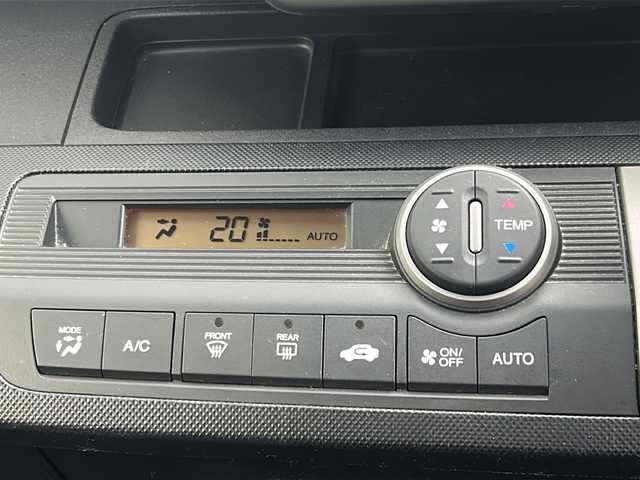 20 AUTO
TEMP
MODE
A/C
FRONT
REAR
ON/
OFF
AUTO